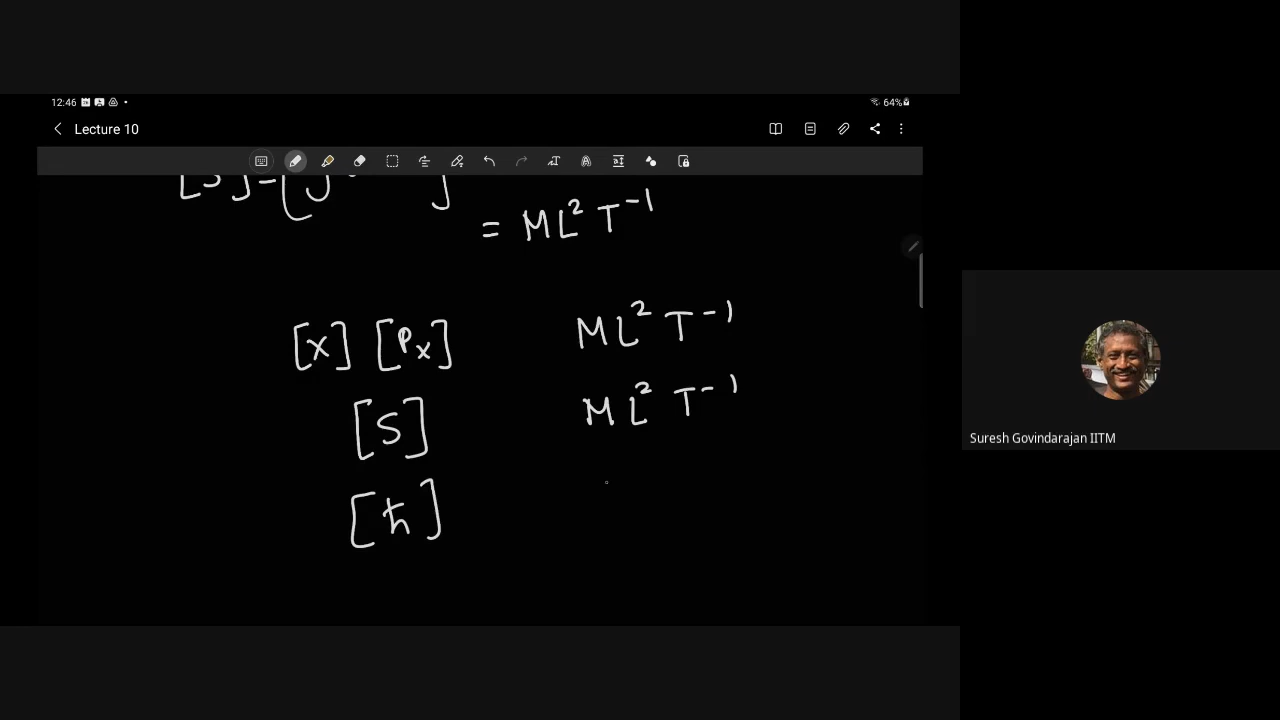 12:46 64%
Lecture 10
= ML² T⁻¹
[x] [Pₓ] ML² T⁻¹
[S] ML² T⁻¹
[ħ]
Suresh Govindarajan IITM